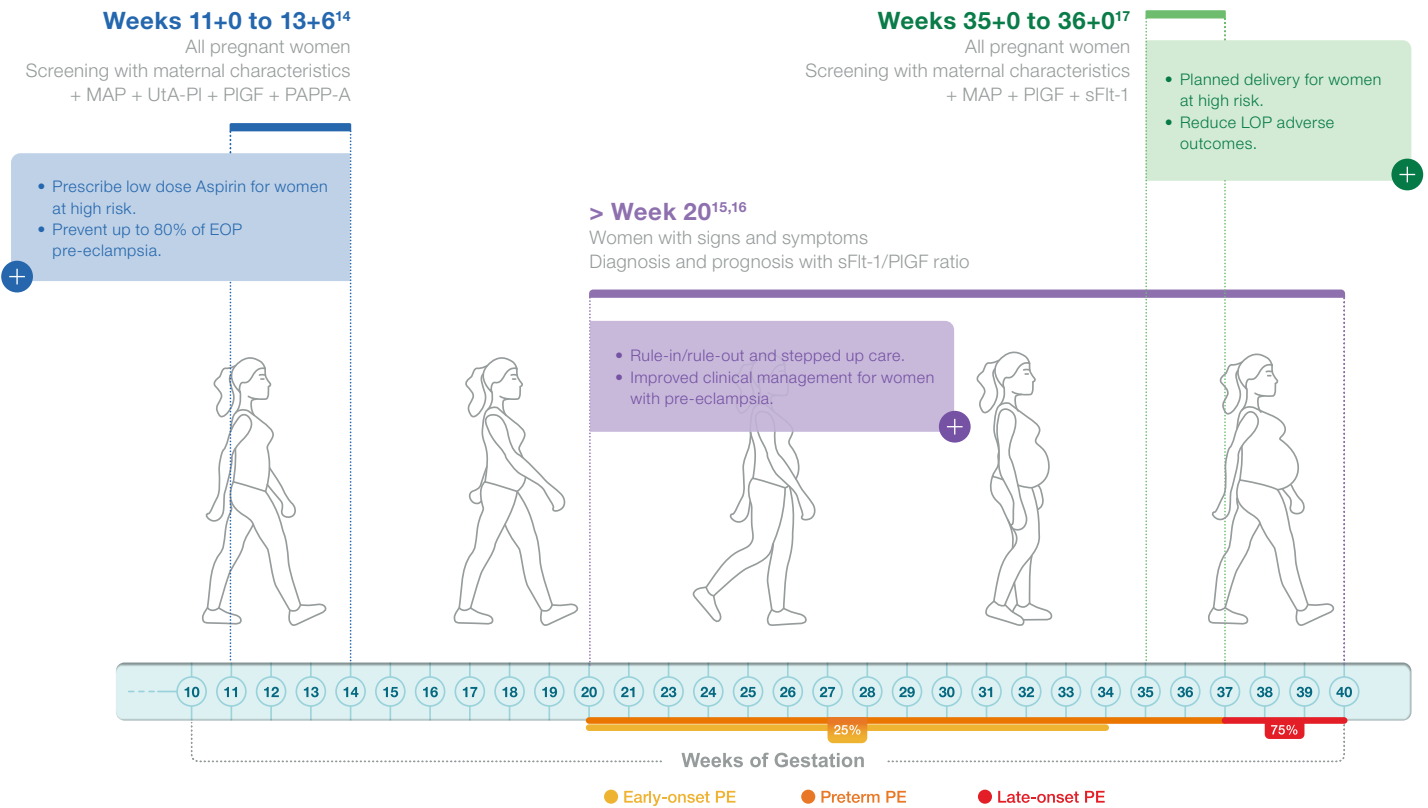 Weeks 11+0 to 13+6¹⁴
All pregnant women
Screening with maternal characteristics
+ MAP + UtA-PI + PlGF + PAPP-A
• Prescribe low dose Aspirin for women
at high risk.
• Prevent up to 80% of EOP
pre-eclampsia.
+
> Week 20¹⁵,¹⁶
Women with signs and symptoms
Diagnosis and prognosis with sFlt-1/PlGF ratio
• Rule-in/rule-out and stepped up care.
• Improved clinical management for women
with pre-eclampsia.
+
Weeks 35+0 to 36+0¹⁷
All pregnant women
Screening with maternal characteristics
+ MAP + PlGF + sFlt-1
• Planned delivery for women
at high risk.
• Reduce LOP adverse
outcomes.
+
10 11 12 13 14 15 16 17 18 19 20 21 23 24 25 26 27 28 29 30 31 32 33 34 35 36 37 38 39 40
25% 75%
Weeks of Gestation
Early-onset PE Preterm PE Late-onset PE